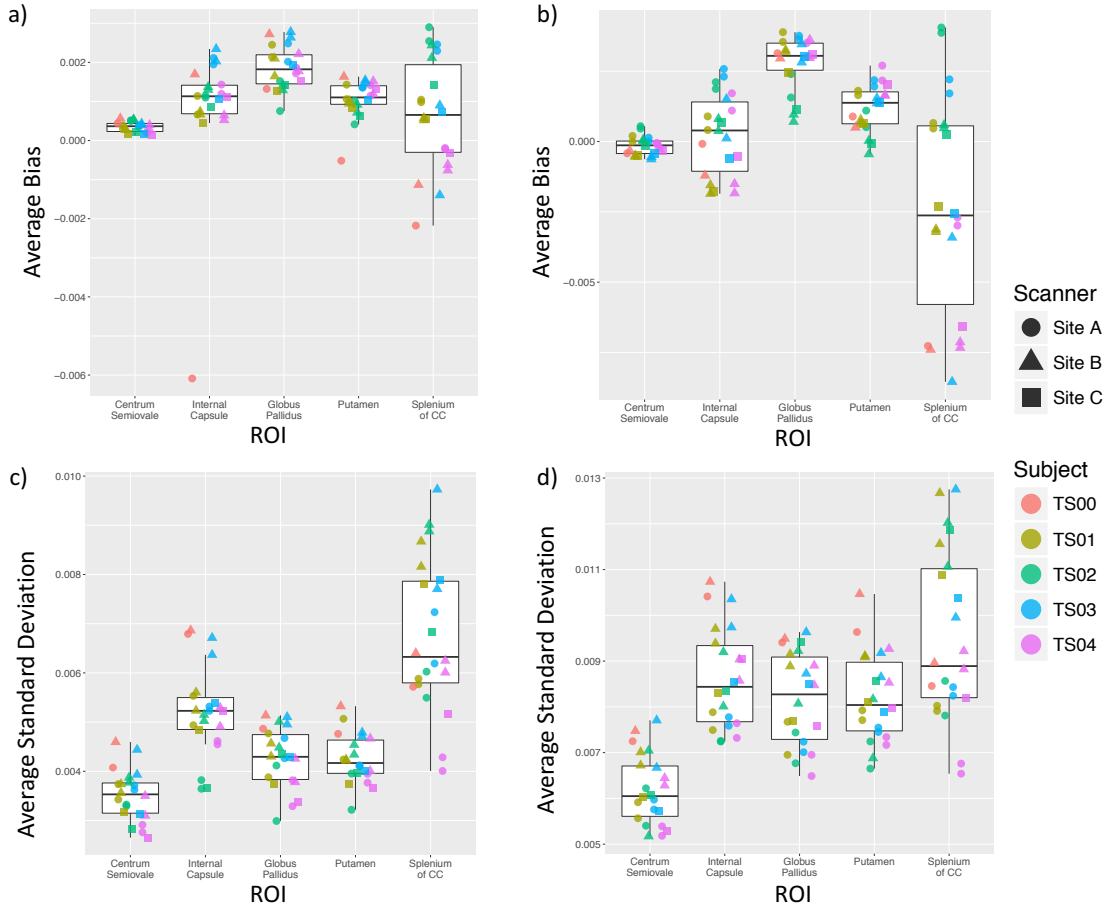 a)
Average Bias
0.002
0.000
−0.002
−0.004
−0.006
Centrum Semiovale
Internal Capsule
Globus Pallidus
Putamen
Splenium of CC
ROI
b)
Average Bias
0.000
−0.005
Centrum Semiovale
Internal Capsule
Globus Pallidus
Putamen
Splenium of CC
ROI
Scanner
Site A
Site B
Site C
c)
Average Standard Deviation
0.010
0.008
0.006
0.004
Centrum Semiovale
Internal Capsule
Globus Pallidus
Putamen
Splenium of CC
ROI
d)
Average Standard Deviation
0.013
0.011
0.009
0.007
0.005
Centrum Semiovale
Internal Capsule
Globus Pallidus
Putamen
Splenium of CC
ROI
Subject
TS00
TS01
TS02
TS03
TS04